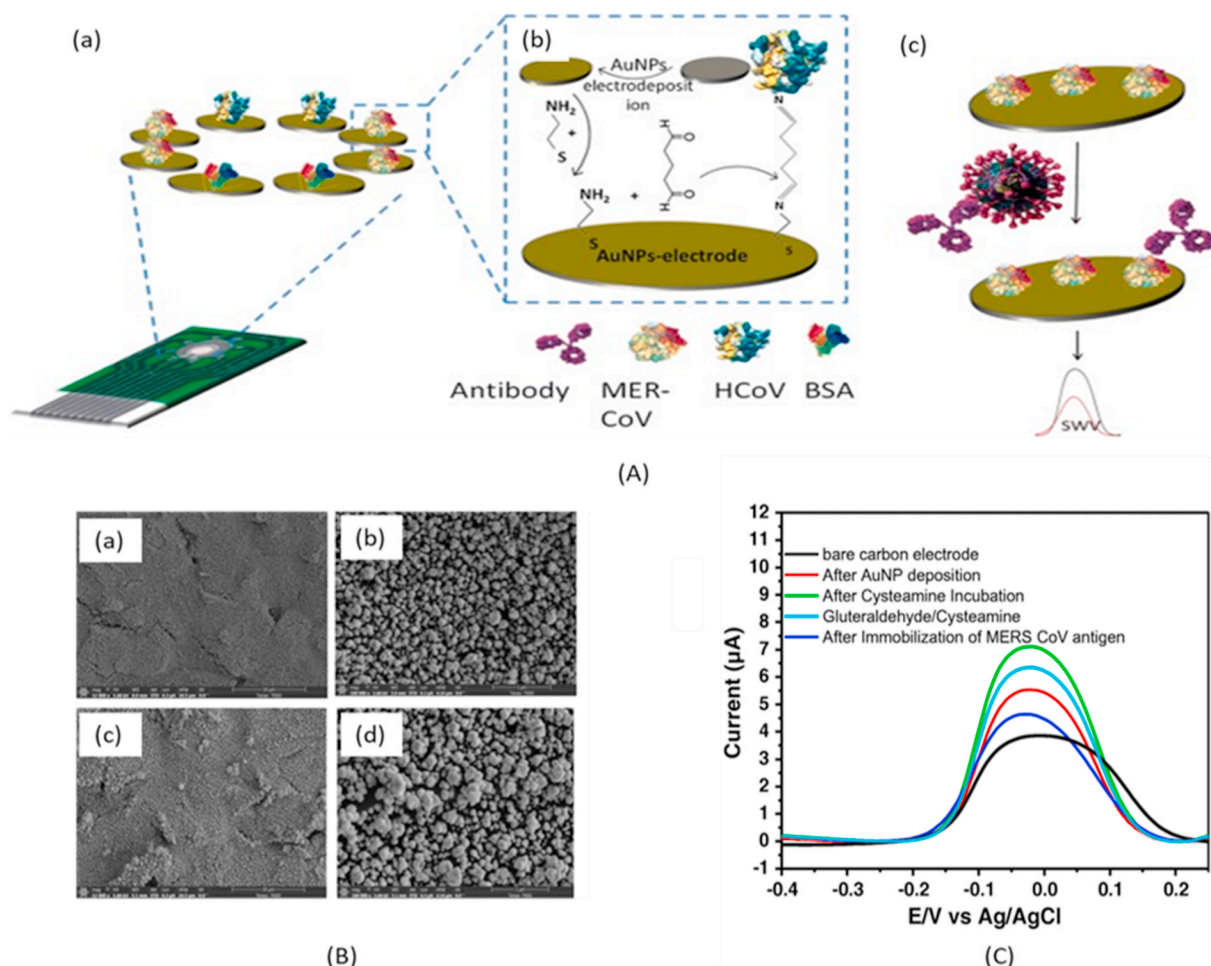 (a)
(b)
AuNPs
electrodeposit
ion
NH₂
+
S
H
O
O
H
N
N
NH₂
+
S
S
AuNPs-electrode
(c)
SWV
Antibody
MER-
CoV
HCoV
BSA
(A)
(a)
(b)
(c)
(d)
(B)
Current (µA)
12
11
10
9
8
7
6
5
4
3
2
1
0
-1
bare carbon electrode
After AuNP deposition
After Cysteamine Incubation
Gluteraldehyde/Cysteamine
After Immobilization of MERS CoV antigen
-0.4
-0.3
-0.2
-0.1
0.0
0.1
0.2
E/V vs Ag/AgCl
(C)